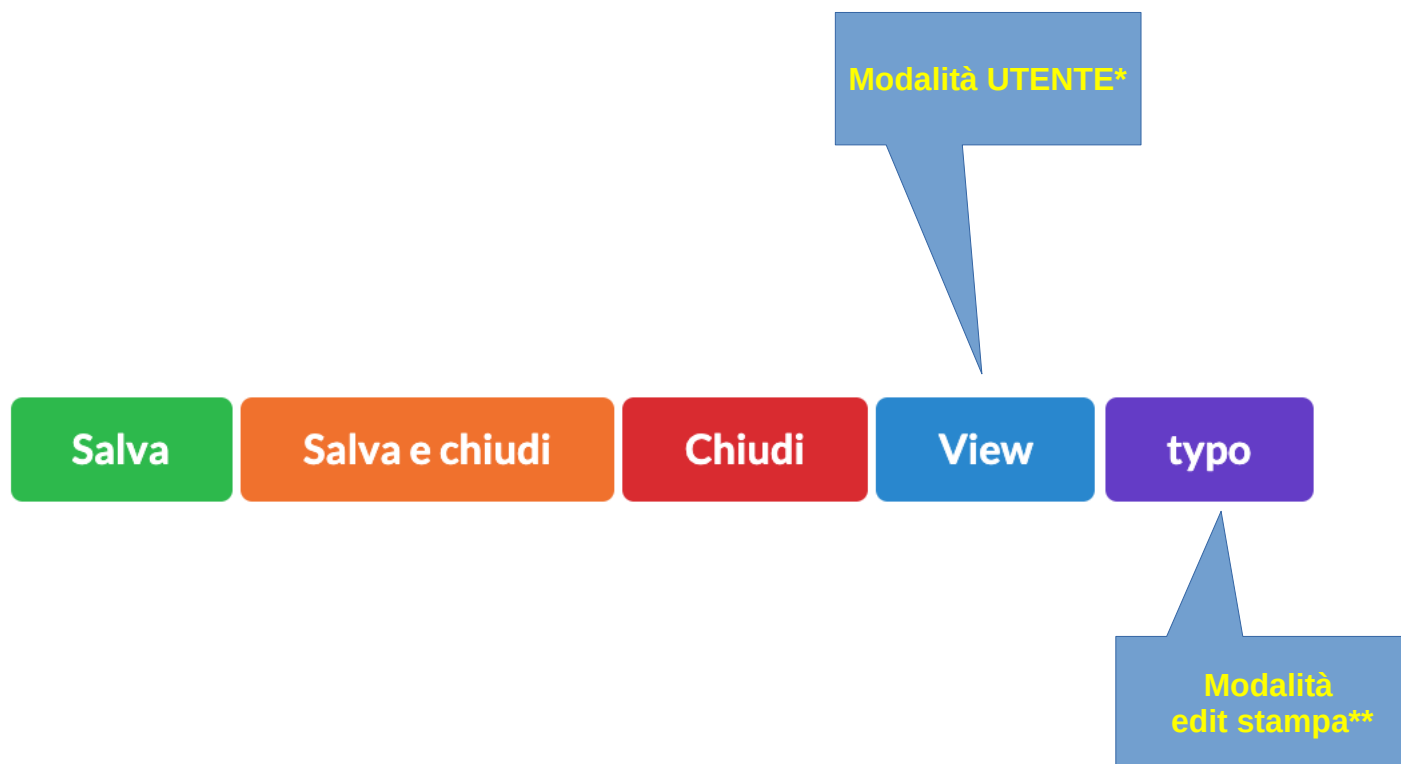 Modalità UTENTE*
Salva
Salva e chiudi
Chiudi
View
typo
Modalità
edit stampa**